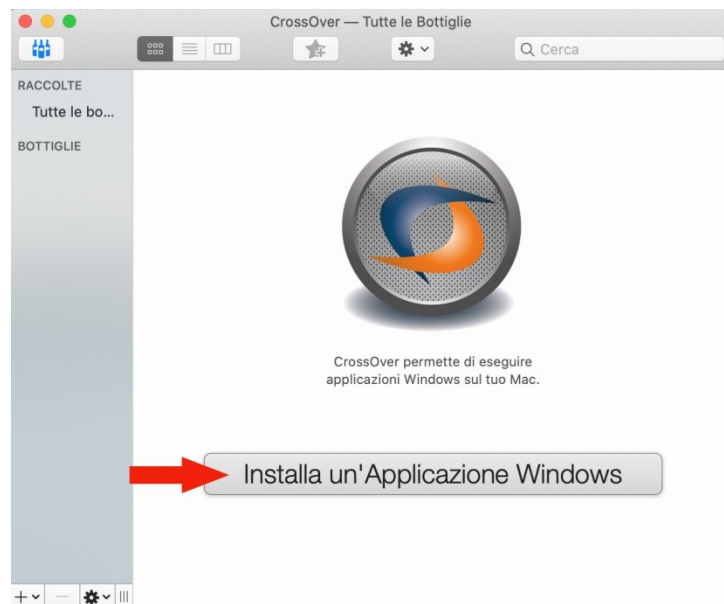 CrossOver — Tutte le Bottiglie
Cerca
RACCOLTE
Tutte le bo...
BOTTIGLIE
CrossOver permette di eseguire
applicazioni Windows sul tuo Mac.
Installa un'Applicazione Windows